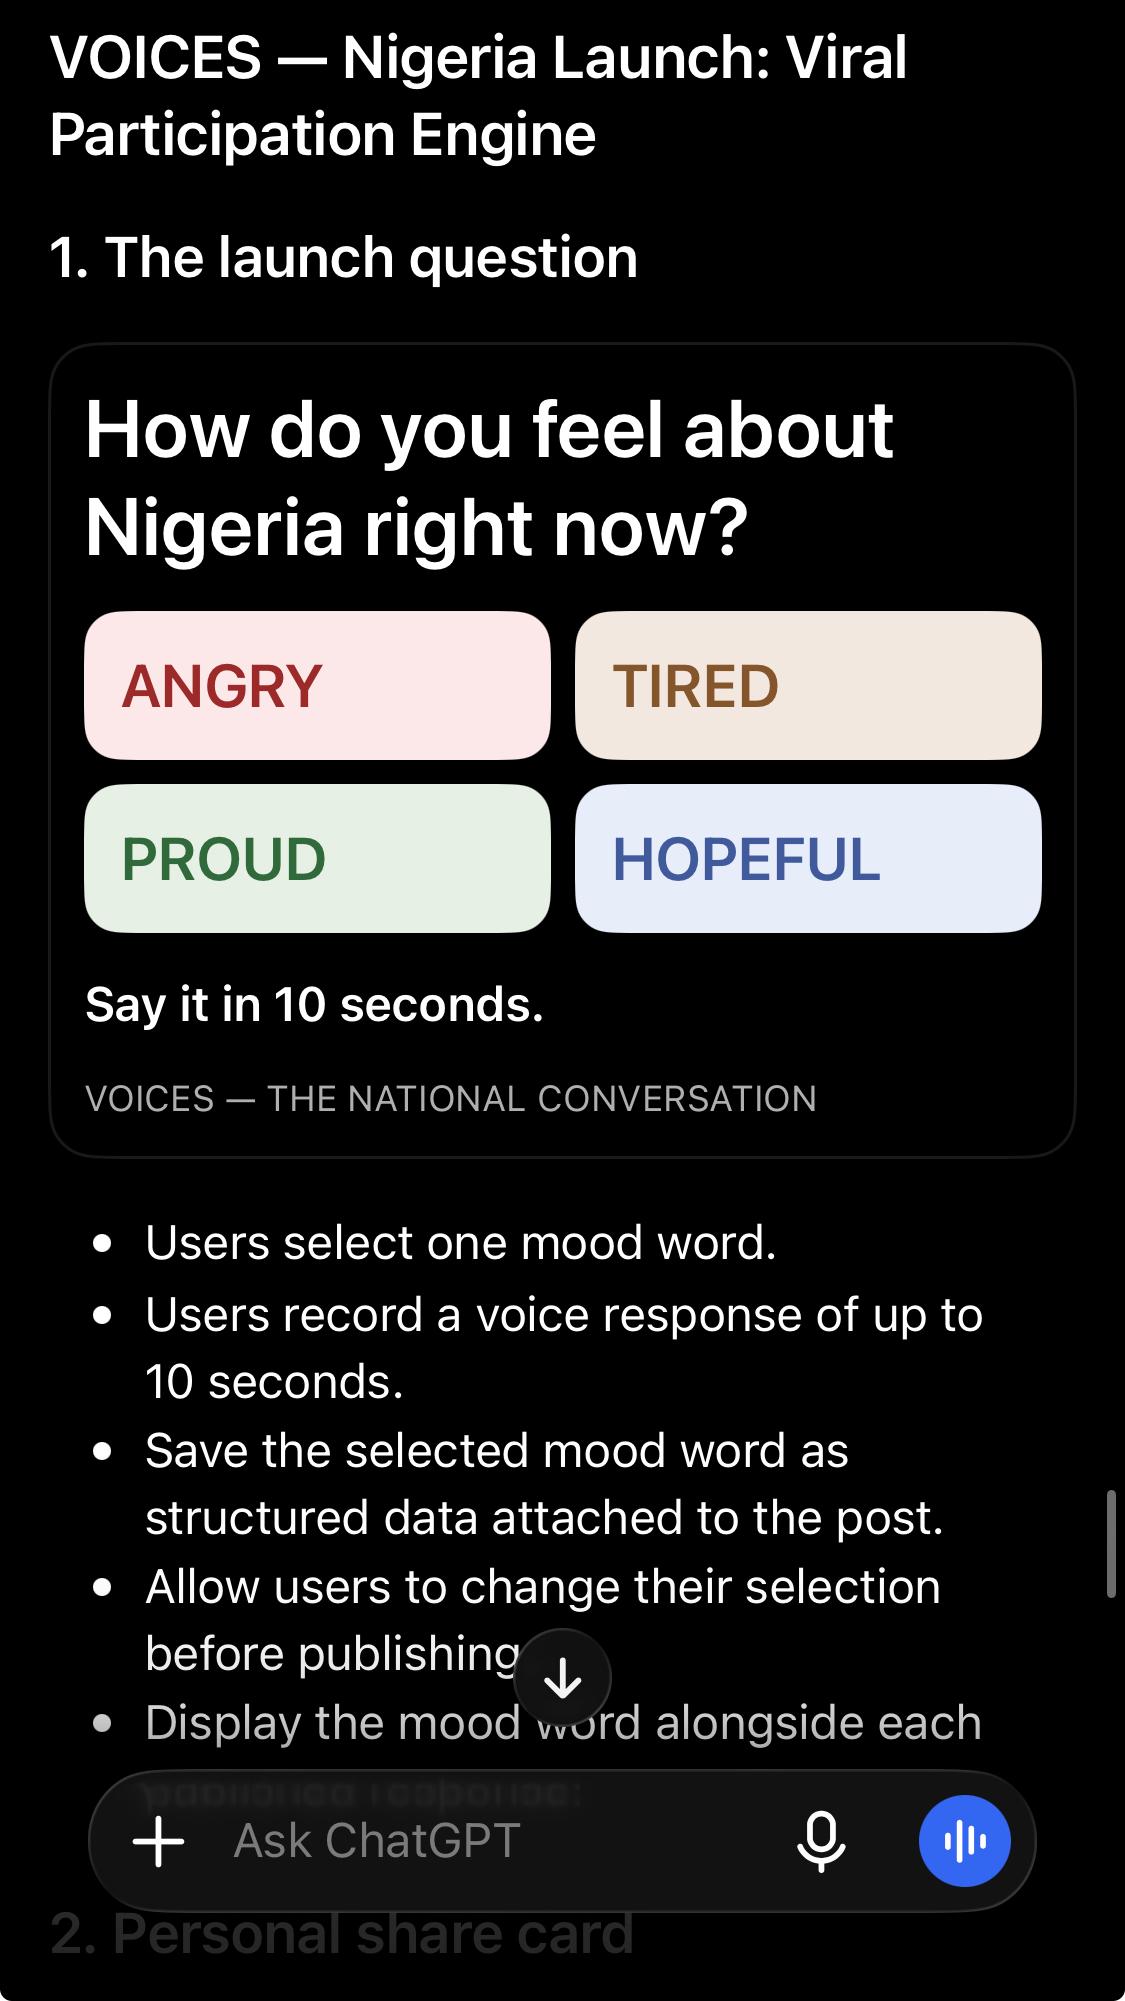 VOICES — Nigeria Launch: Viral
Participation Engine
1. The launch question
How do you feel about
Nigeria right now?
ANGRY
TIRED
PROUD
HOPEFUL
Say it in 10 seconds.
VOICES — THE NATIONAL CONVERSATION
• Users select one mood word.
• Users record a voice response of up to
10 seconds.
• Save the selected mood word as
structured data attached to the post.
• Allow users to change their selection
before publishing
• Display the mood word alongside each
Ask ChatGPT
2. Personal share card